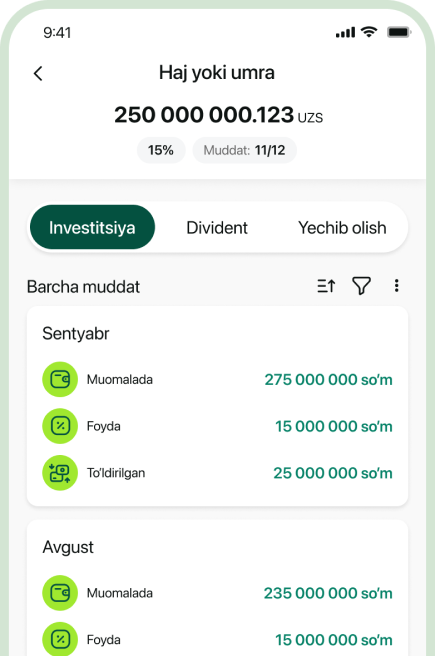 9:41
Haj yoki umra
250 000 000.123 UZS
15% Muddat: 11/12
Investitsiya Divident Yechib olish
Barcha muddat
Sentyabr
Muomalada 275 000 000 so‘m
Foyda 15 000 000 so‘m
To‘ldirilgan 25 000 000 so‘m
Avgust
Muomalada 235 000 000 so‘m
Foyda 15 000 000 so‘m